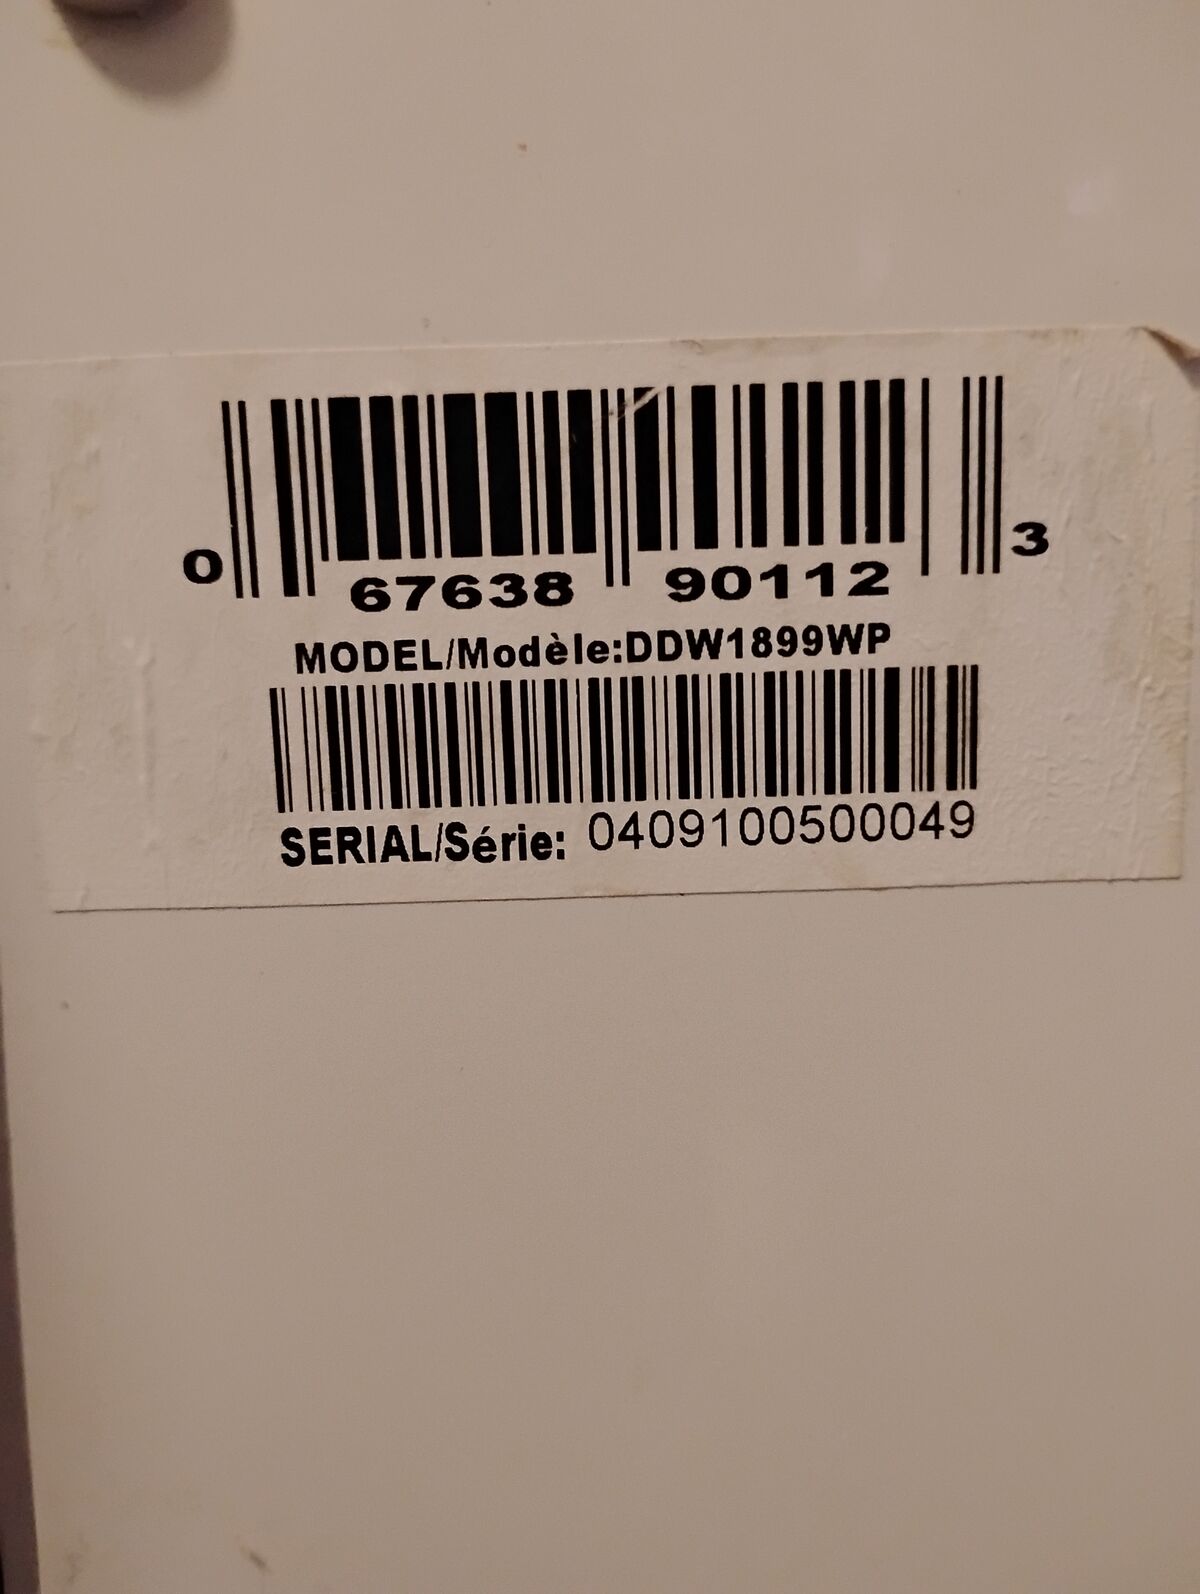 0 67638 90112 3
MODEL/Modèle:DDW1899WP
SERIAL/Série: 0409100500049